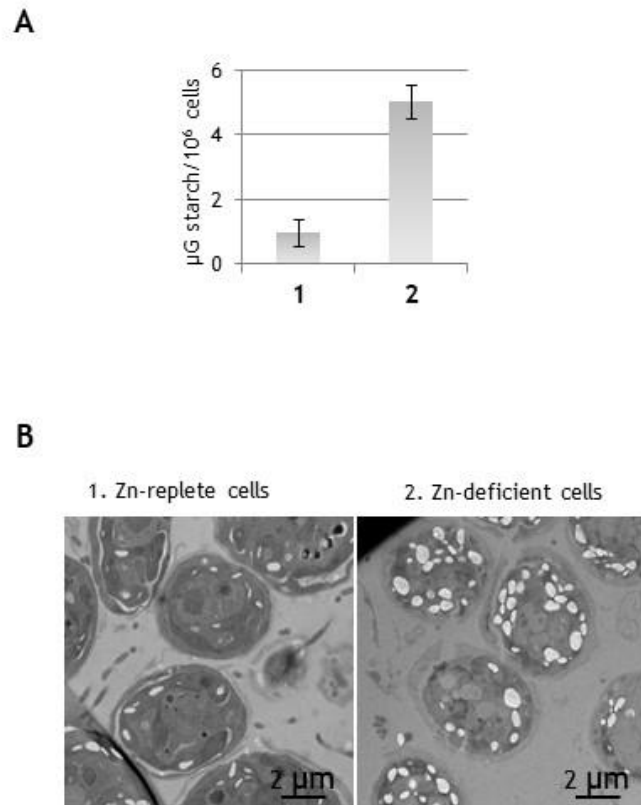 A
µG starch/10⁶ cells
6
4
2
0
1
2
B
1. Zn-replete cells
2. Zn-deficient cells
2 µm
2 µm